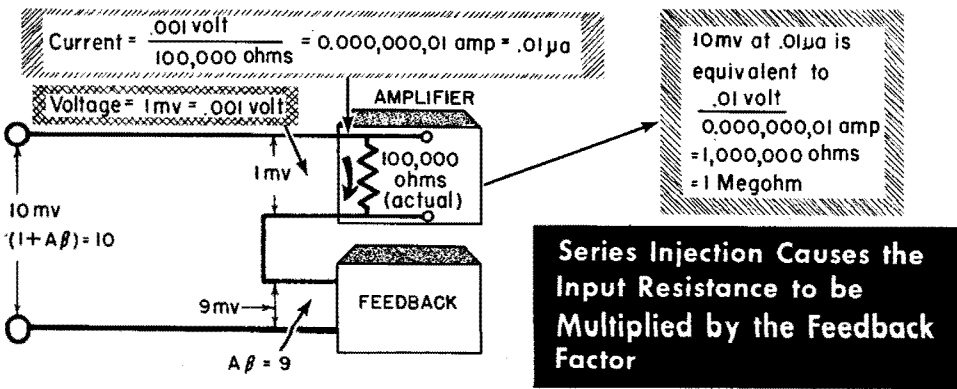 Current = .001 volt / 100,000 ohms = 0.000,000,01 amp = .01µa
Voltage = 1mv = .001 volt
AMPLIFIER
100,000
ohms
(actual)
1mv
10mv
(1+Aβ)=10
9mv
FEEDBACK
Aβ = 9
10mv at .01µa is
equivalent to
.01 volt
0.000,000,01 amp
=1,000,000 ohms
=1 Megohm
Series Injection Causes the
Input Resistance to be
Multiplied by the Feedback
Factor